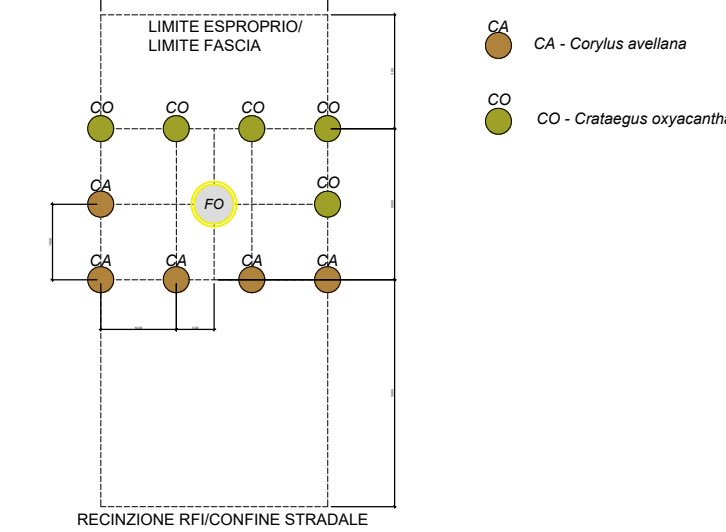 LIMITE ESPROPRIO/
LIMITE FASCIA
CA
CA - Corylus avellana
CO
CO - Crataegus oxyacantha
CO CO CO CO
CA FO CO
CA CA CA CA
RECINZIONE RFI/CONFINE STRADALE